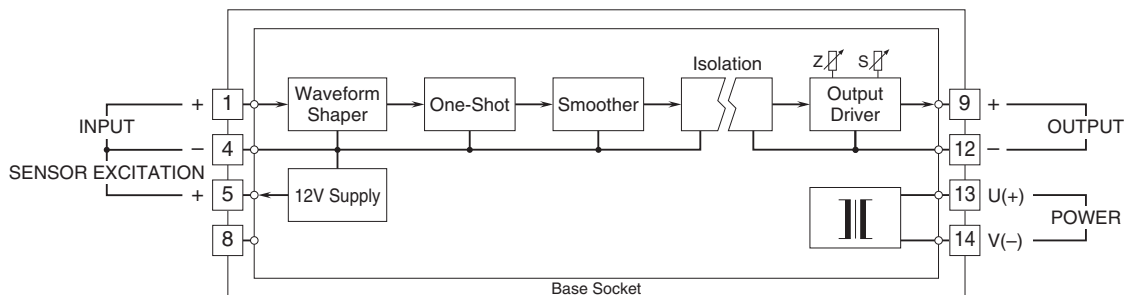 Isolation
Z S
+ 1 Waveform Shaper One-Shot Smoother Output Driver 9 +
INPUT OUTPUT
– 4 12 –
SENSOR EXCITATION
+ 5 12V Supply 13 U(+)
POWER
8 14 V(–)
Base Socket